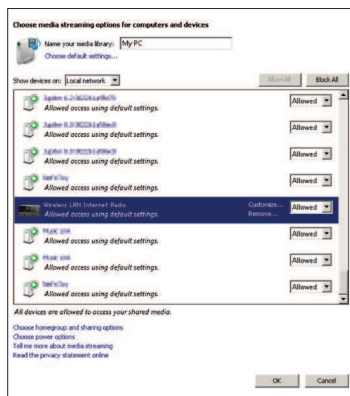 Choose media streaming options for computers and devices
Name your media library: My PC
Choose default settings...
Show devices on: Local network Allow All Block All
Allowed access using default settings. Allowed
Allowed access using default settings. Allowed
Allowed access using default settings. Allowed
Allowed access using default settings. Allowed
Wireless LAN Internet Radio Customize... Allowed
Allowed access using default settings. Remove...
Allowed access using default settings. Allowed
Allowed access using default settings. Allowed
Allowed access using default settings. Allowed
All devices are allowed to access your shared media.
Choose homegroup and sharing options
Choose power options
Tell me more about media streaming
Read the privacy statement online
OK Cancel